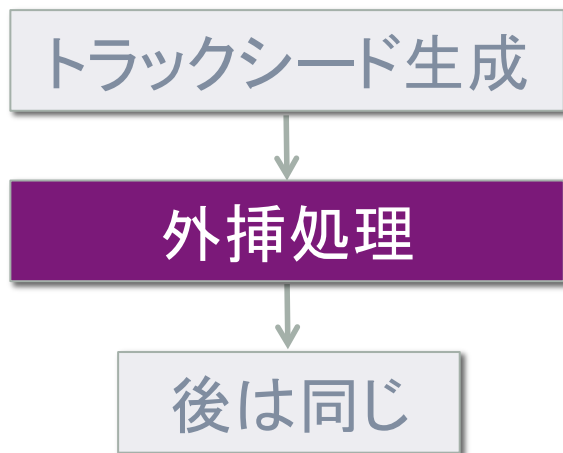 トラックシード生成
外挿処理
後は同じ